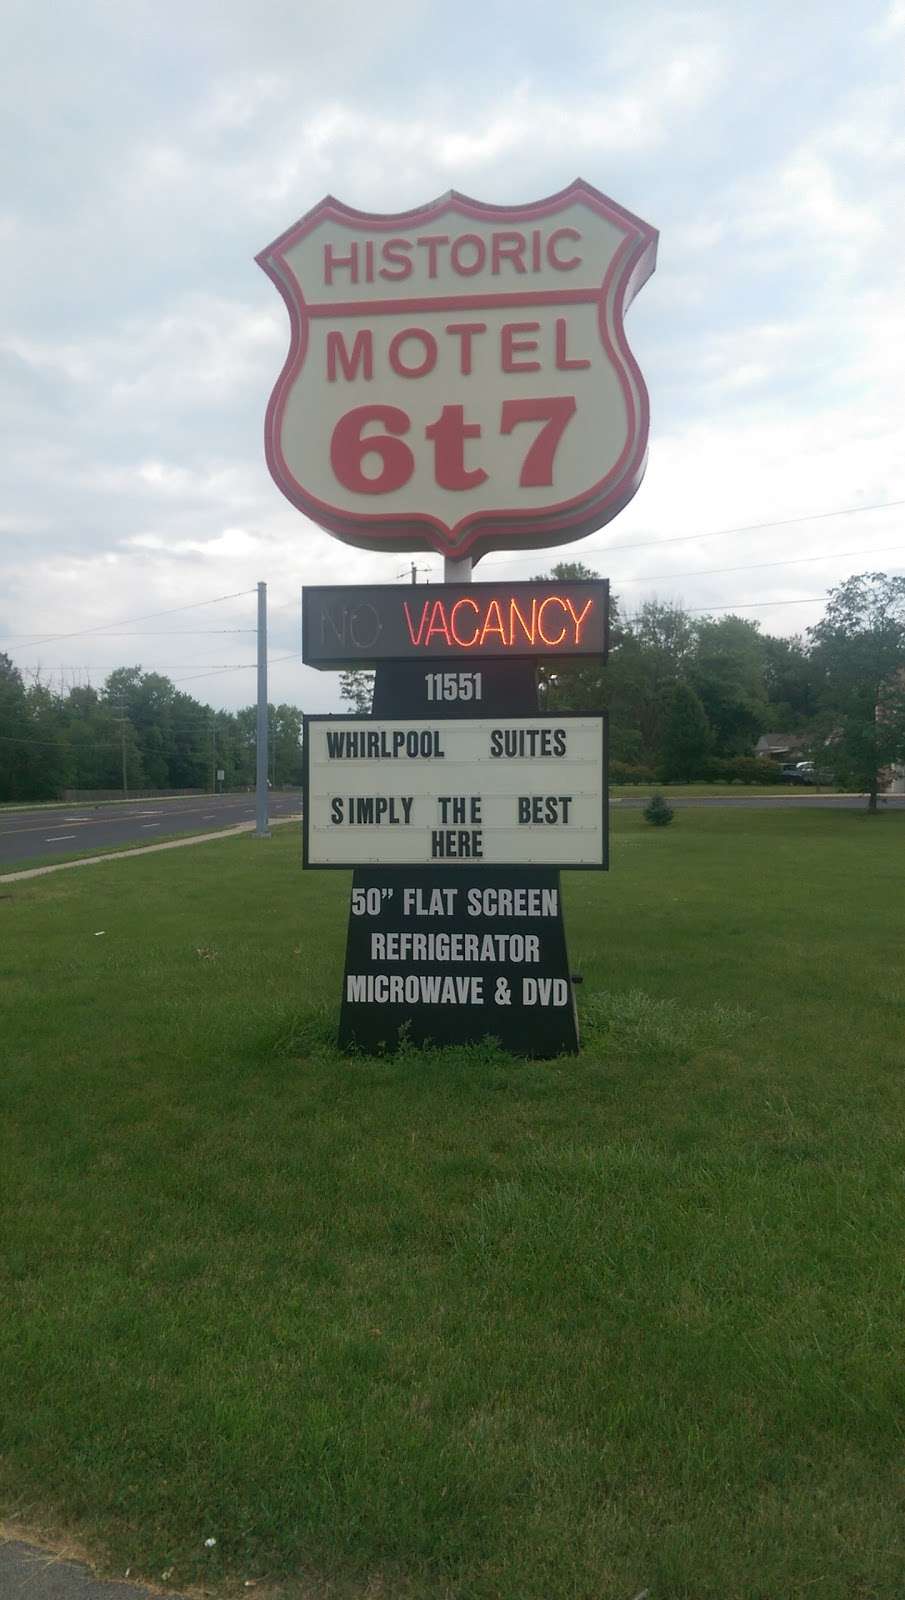 HISTORIC
MOTEL
6t7
NO VACANCY
11551
WHIRLPOOL SUITES
SIMPLY THE BEST
HERE
50" FLAT SCREEN
REFRIGERATOR
MICROWAVE & DVD